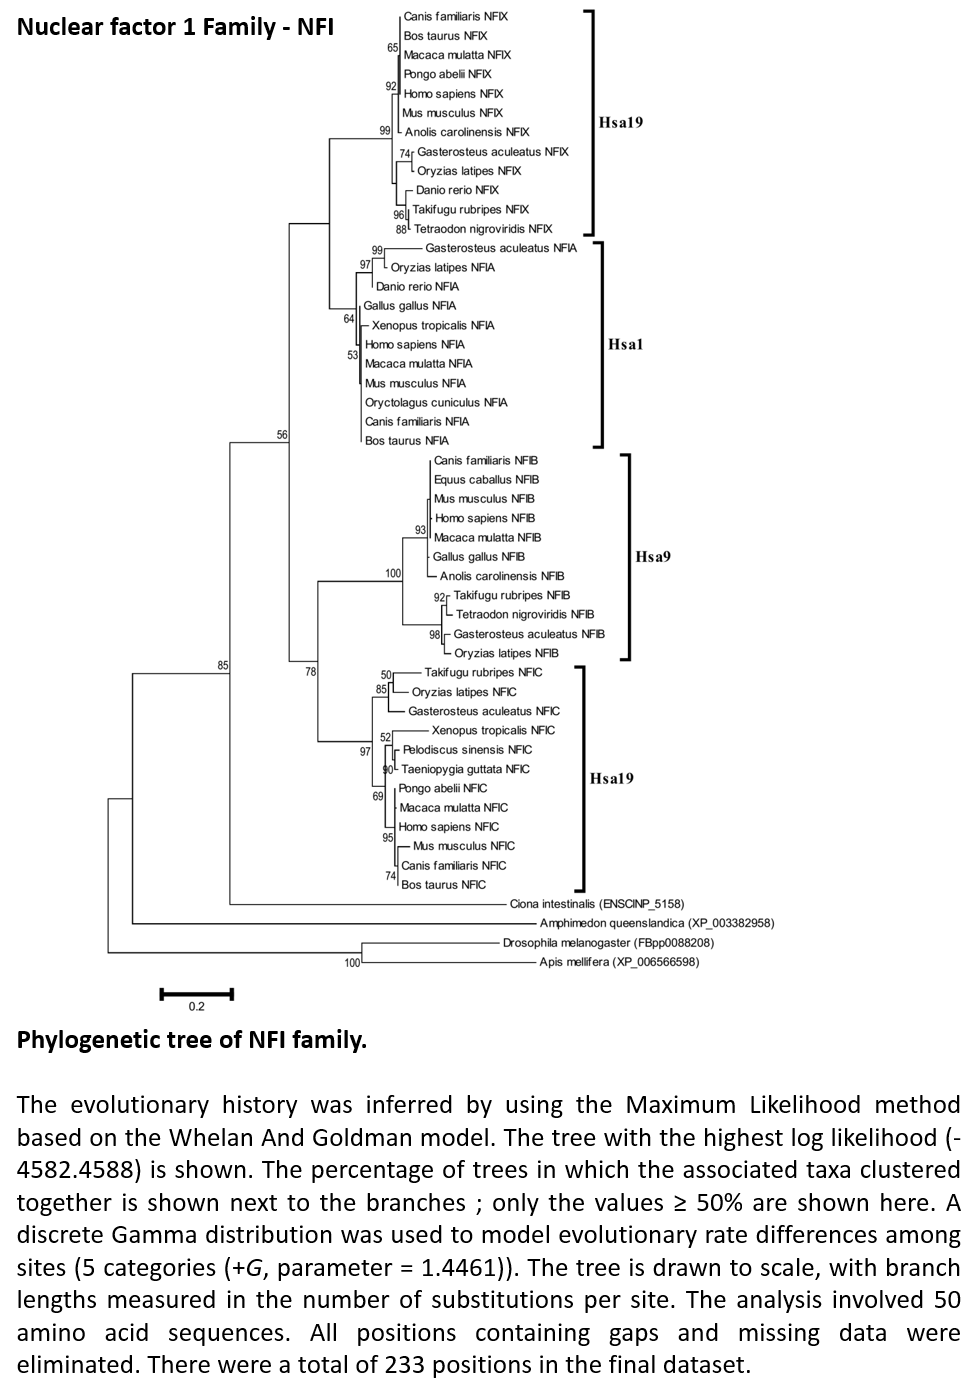 Nuclear factor 1 Family - NFI
Canis familiaris NFIX
Bos taurus NFIX
65
Macaca mulatta NFIX
Pongo abelii NFIX
92
Homo sapiens NFIX
Mus musculus NFIX
Hsa19
99
Anolis carolinensis NFIX
74
Gasterosteus aculeatus NFIX
Oryzias latipes NFIX
Danio rerio NFIX
96
Takifugu rubripes NFIX
88
Tetraodon nigroviridis NFIX
99
Gasterosteus aculeatus NFIA
97
Oryzias latipes NFIA
Danio rerio NFIA
Gallus gallus NFIA
64
Xenopus tropicalis NFIA
Homo sapiens NFIA
Hsa1
53
Macaca mulatta NFIA
Mus musculus NFIA
Oryctolagus cuniculus NFIA
Canis familiaris NFIA
56
Bos taurus NFIA
Canis familiaris NFIB
Equus caballus NFIB
Mus musculus NFIB
Homo sapiens NFIB
93
Macaca mulatta NFIB
Gallus gallus NFIB
Hsa9
100
Anolis carolinensis NFIB
92
Takifugu rubripes NFIB
Tetraodon nigroviridis NFIB
98
Gasterosteus aculeatus NFIB
Oryzias latipes NFIB
85
78
50
Takifugu rubripes NFIC
85
Oryzias latipes NFIC
Gasterosteus aculeatus NFIC
Xenopus tropicalis NFIC
52
97
Pelodiscus sinensis NFIC
90
Taeniopygia guttata NFIC
Hsa19
Pongo abelii NFIC
69
Macaca mulatta NFIC
Homo sapiens NFIC
95
Mus musculus NFIC
Canis familiaris NFIC
74
Bos taurus NFIC
Ciona intestinalis (ENSCINP_5158)
Amphimedon queenslandica (XP_003382958)
Drosophila melanogaster (FBpp0088208)
100
Apis mellifera (XP_006566598)
0.2
Phylogenetic tree of NFI family.
The evolutionary history was inferred by using the Maximum Likelihood method
based on the Whelan And Goldman model. The tree with the highest log likelihood (-
4582.4588) is shown. The percentage of trees in which the associated taxa clustered
together is shown next to the branches ; only the values ≥ 50% are shown here. A
discrete Gamma distribution was used to model evolutionary rate differences among
sites (5 categories (+G, parameter = 1.4461)). The tree is drawn to scale, with branch
lengths measured in the number of substitutions per site. The analysis involved 50
amino acid sequences. All positions containing gaps and missing data were
eliminated. There were a total of 233 positions in the final dataset.